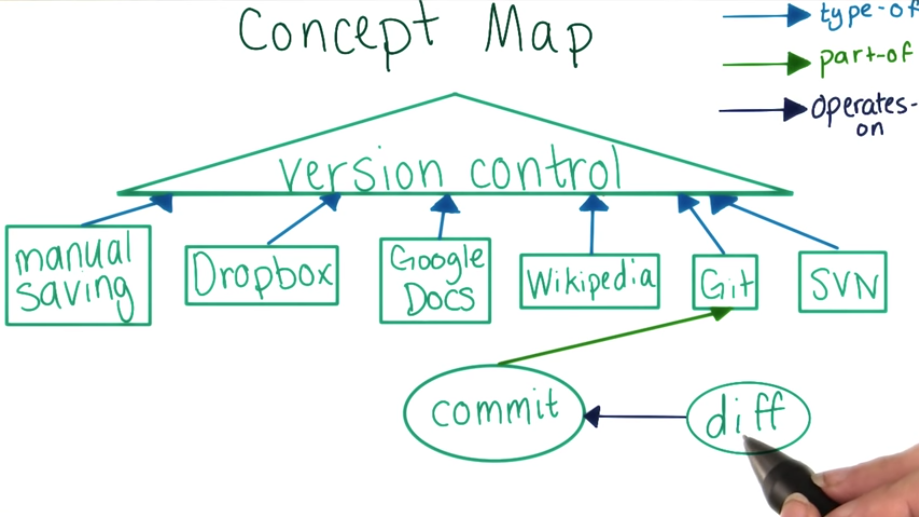 Concept Map
type-of
part-of
operates-
on
version control
manual
saving
Dropbox
Google
Docs
Wikipedia
Git
SVN
commit
diff